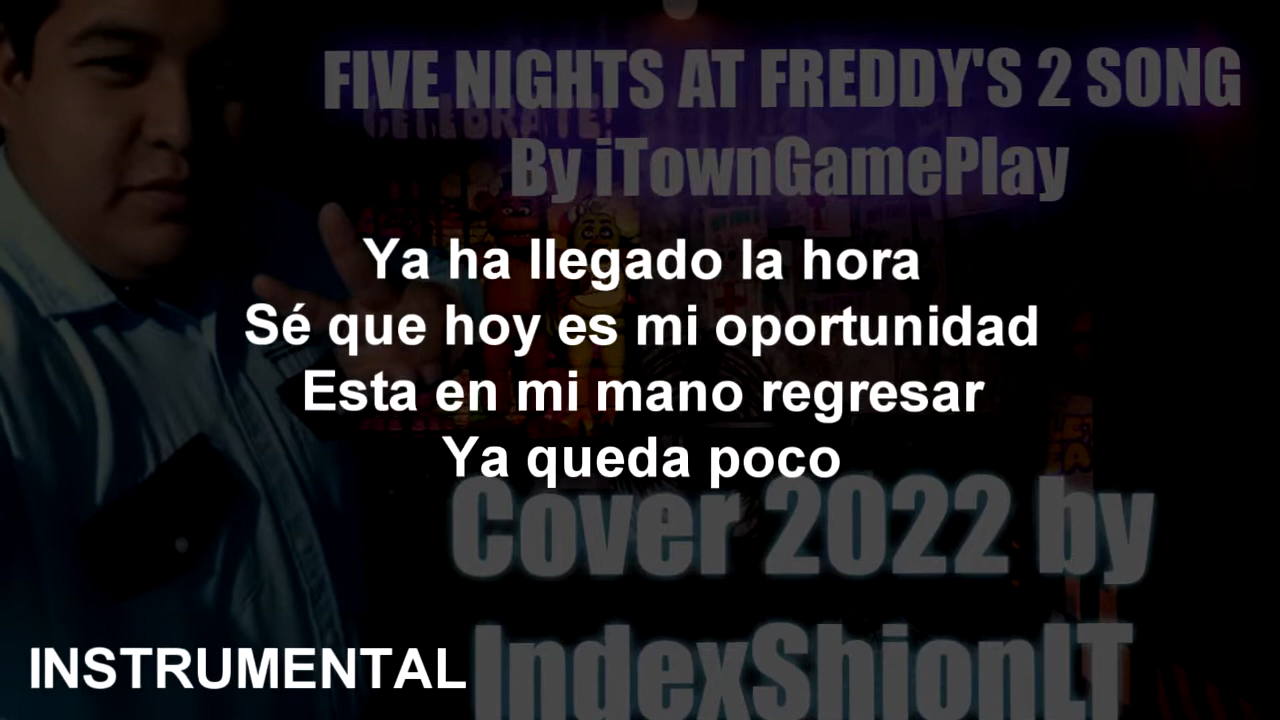 FIVE NIGHTS AT FREDDY'S 2 SONG
CELEBRATE!
By iTownGamePlay
Ya ha llegado la hora
Sé que hoy es mi oportunidad
Esta en mi mano regresar
Ya queda poco
Cover 2022 by
IndexShionLT
INSTRUMENTAL